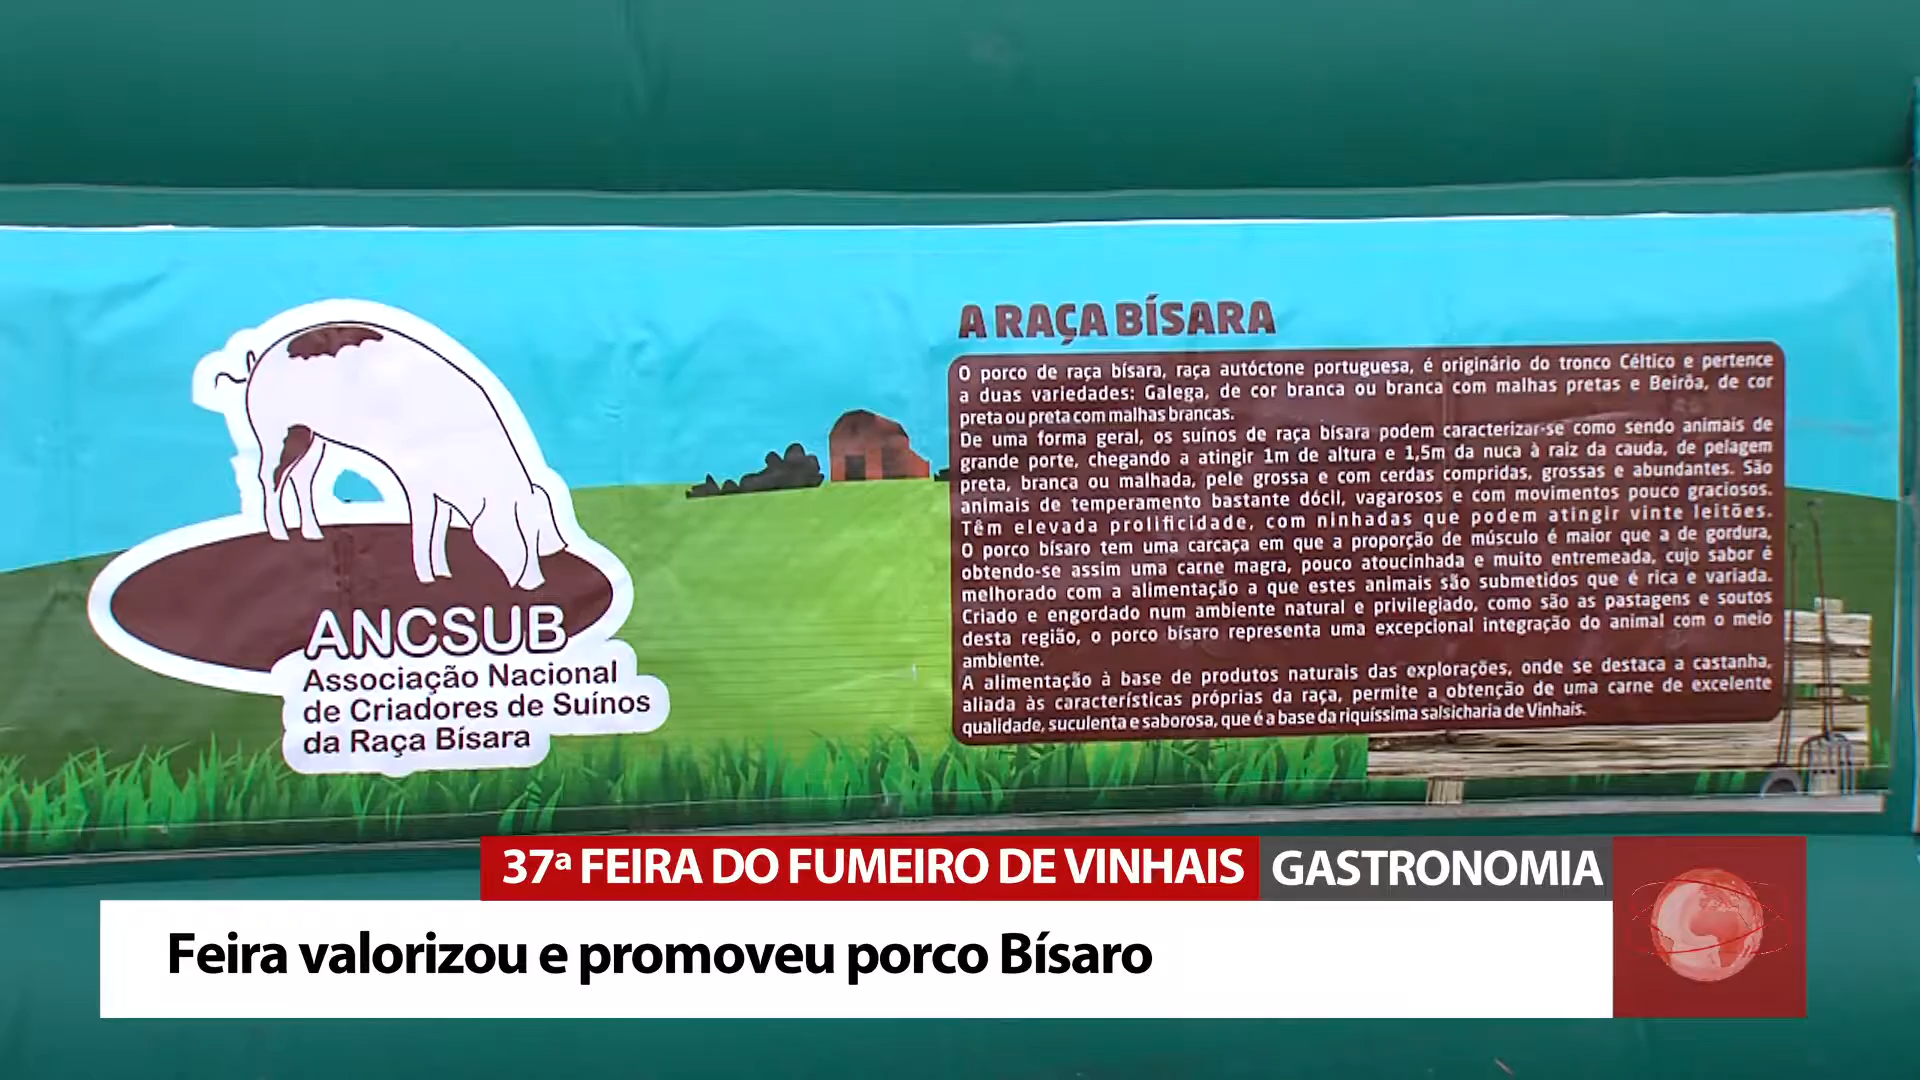 A RAÇA BÍSARA
O porco de raça bísara, raça autóctone portuguesa, é originário do tronco Céltico e pertence
a duas variedades: Galega, de cor branca ou branca com malhas pretas e Beirôa, de cor
preta ou preta com malhas brancas.
De uma forma geral, os suínos de raça bísara podem caracterizar-se como sendo animais de
grande porte, chegando a atingir 1m de altura e 1,5m da nuca à raiz da cauda, de pelagem
preta, branca ou malhada, pele grossa e com cerdas compridas, grossas e abundantes. São
animais de temperamento bastante dócil, vagarosos e com movimentos pouco graciosos.
Têm elevada prolificidade, com ninhadas que podem atingir vinte leitões.
O porco bísaro tem uma carcaça em que a proporção de músculo é maior que a de gordura,
obtendo-se assim uma carne magra, pouco atoucinhada e muito entremeada, cujo sabor é
melhorado com a alimentação a que estes animais são submetidos que é rica e variada.
Criado e engordado num ambiente natural e privilegiado, como são as pastagens e soutos
desta região, o porco bísaro representa uma excepcional integração do animal com o meio
ambiente.
A alimentação à base de produtos naturais das explorações, onde se destaca a castanha,
aliada às características próprias da raça, permite a obtenção de uma carne de excelente
qualidade, suculenta e saborosa, que é a base da riquíssima salsicharia de Vinhais.
ANCSUB
Associação Nacional
de Criadores de Suínos
da Raça Bísara
37ª FEIRA DO FUMEIRO DE VINHAIS
GASTRONOMIA
Feira valorizou e promoveu porco Bísaro